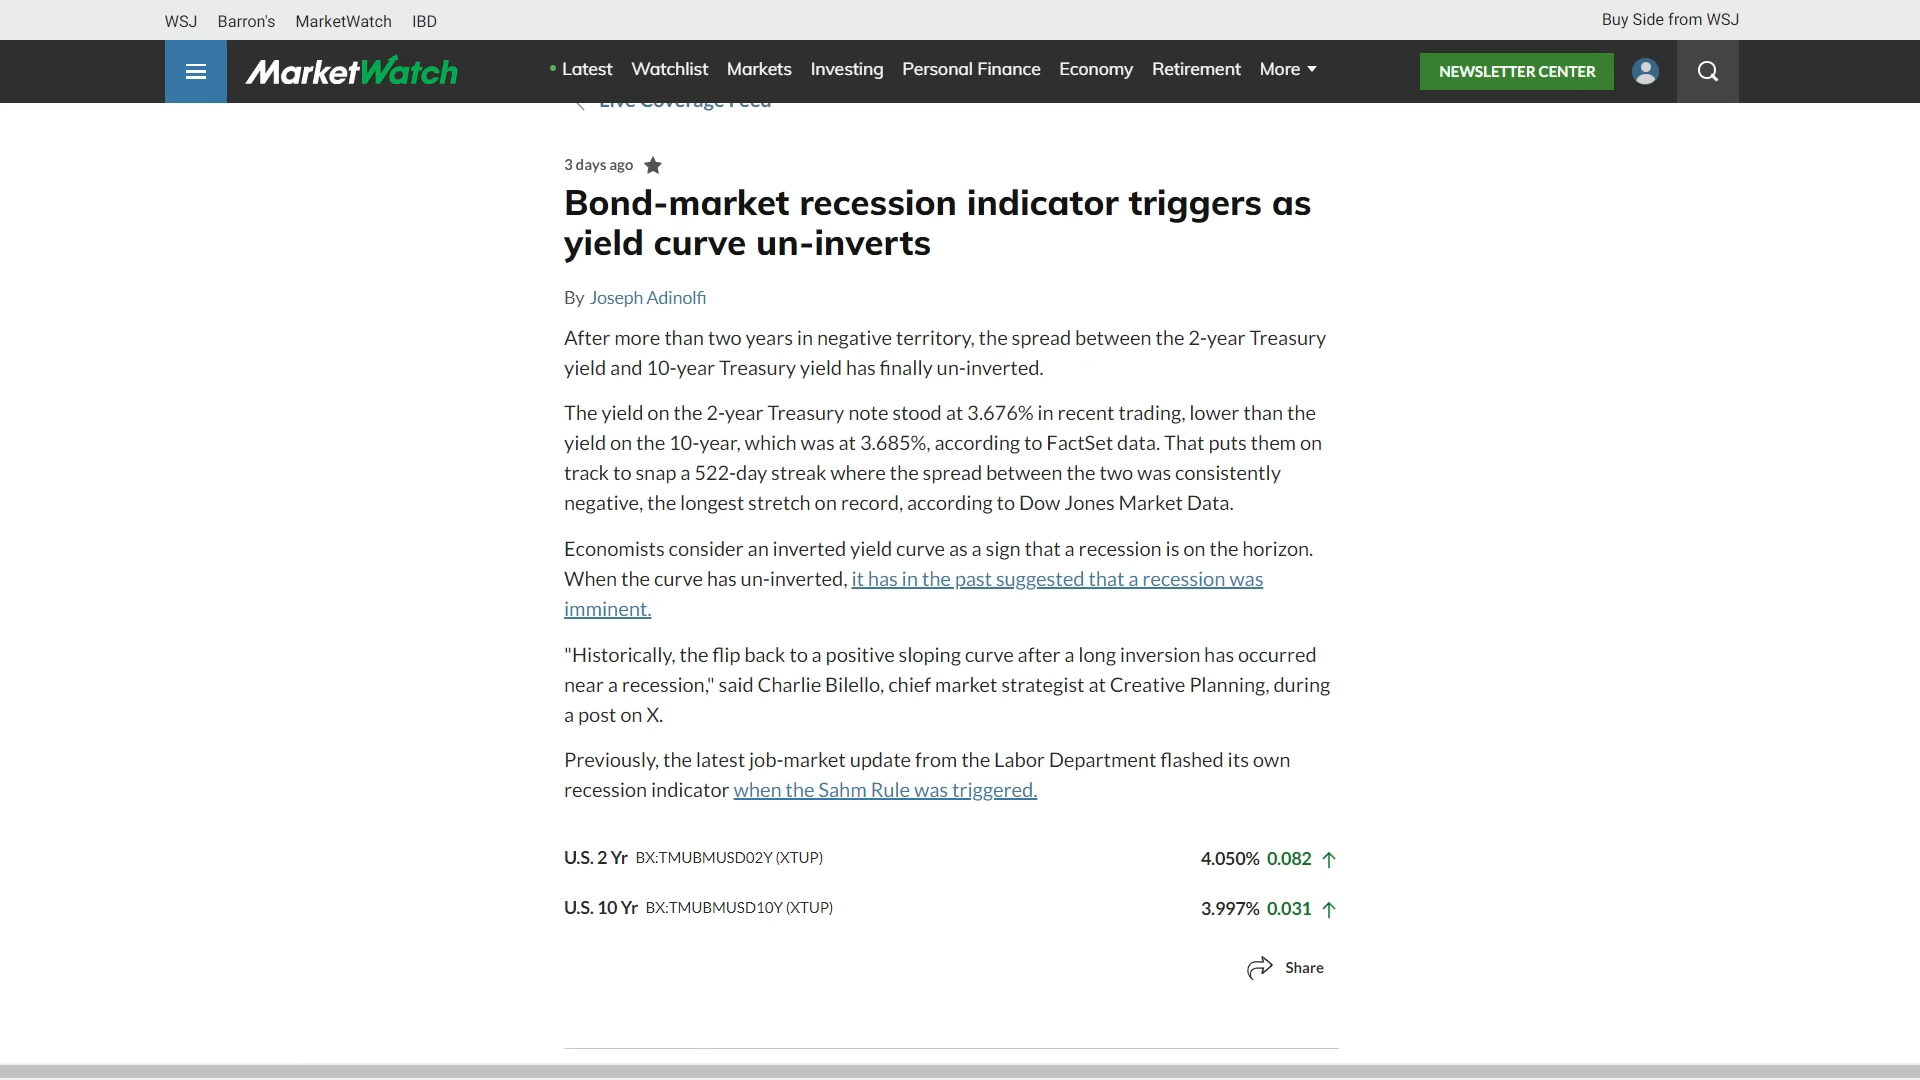 WSJ Barron's MarketWatch IBD
Buy Side from WSJ
MarketWatch
Latest Watchlist Markets Investing Personal Finance Economy Retirement More
NEWSLETTER CENTER
Live Coverage Feed
3 days ago
Bond-market recession indicator triggers as
yield curve un-inverts
By Joseph Adinolfi
After more than two years in negative territory, the spread between the 2-year Treasury
yield and 10-year Treasury yield has finally un-inverted.
The yield on the 2-year Treasury note stood at 3.676% in recent trading, lower than the
yield on the 10-year, which was at 3.685%, according to FactSet data. That puts them on
track to snap a 522-day streak where the spread between the two was consistently
negative, the longest stretch on record, according to Dow Jones Market Data.
Economists consider an inverted yield curve as a sign that a recession is on the horizon.
When the curve has un-inverted, it has in the past suggested that a recession was
imminent.
"Historically, the flip back to a positive sloping curve after a long inversion has occurred
near a recession," said Charlie Bilello, chief market strategist at Creative Planning, during
a post on X.
Previously, the latest job-market update from the Labor Department flashed its own
recession indicator when the Sahm Rule was triggered.
U.S. 2 Yr BX:TMUBMUSD02Y (XTUP) 4.050% 0.082
U.S. 10 Yr BX:TMUBMUSD10Y (XTUP) 3.997% 0.031
Share